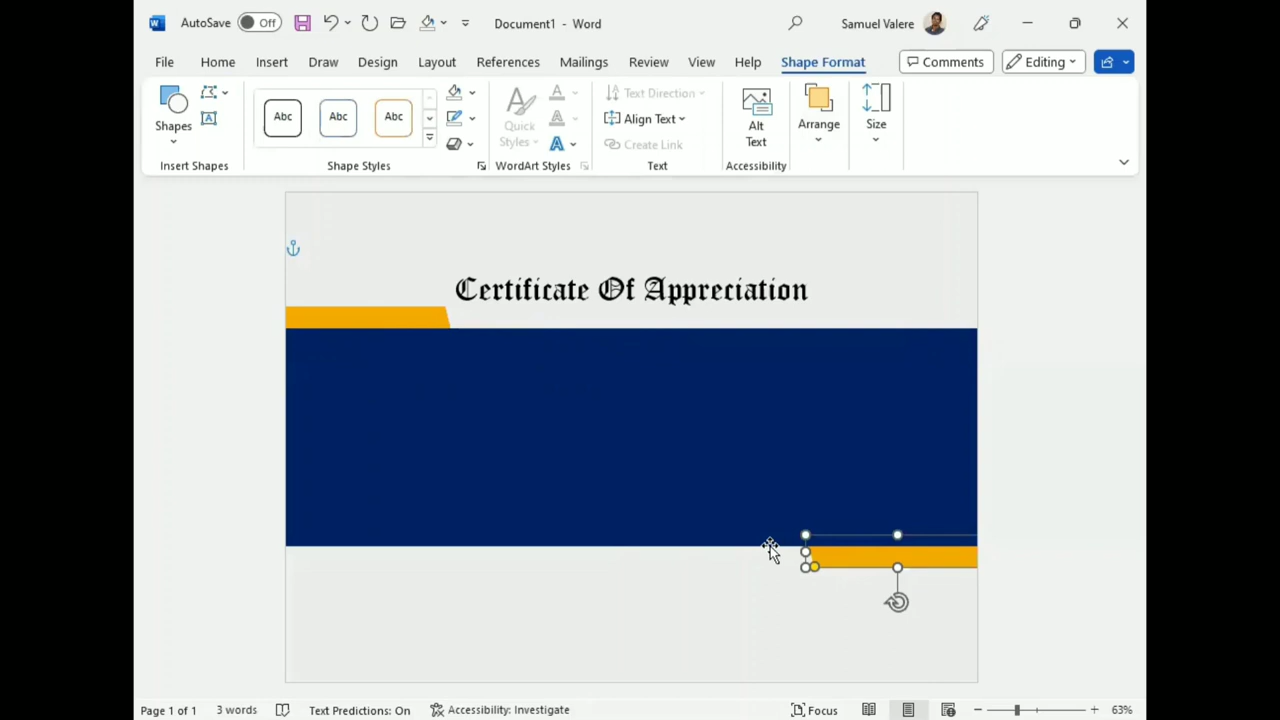 AutoSave Off Document1 - Word Samuel Valere
File Home Insert Draw Design Layout References Mailings Review View Help Shape Format Comments Editing
Shapes Abc Abc Abc Quick Styles Text Direction Align Text Create Link Alt Text Arrange Size
Insert Shapes Shape Styles WordArt Styles Text Accessibility
Certificate Of Appreciation
Page 1 of 1 3 words Text Predictions: On Accessibility: Investigate Focus 63%